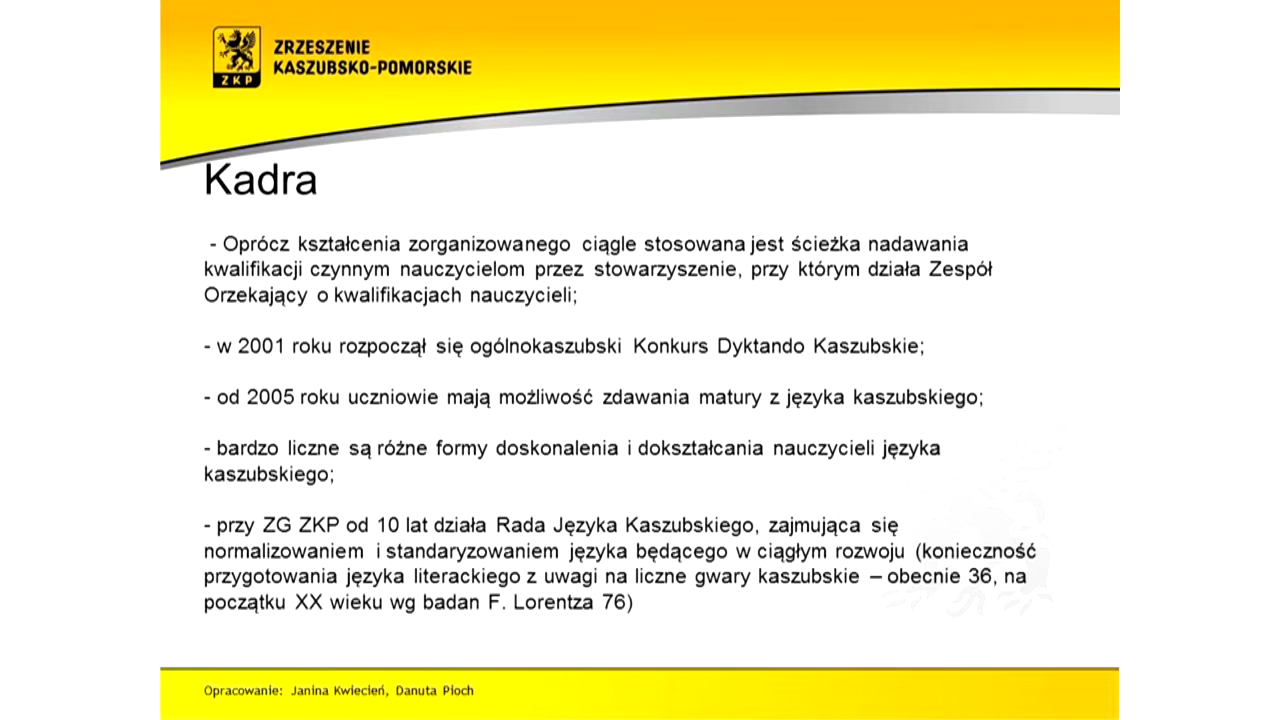 ZKP
ZRZESZENIE
KASZUBSKO-POMORSKIE
Kadra
- Oprócz kształcenia zorganizowanego ciągle stosowana jest ścieżka nadawania
kwalifikacji czynnym nauczycielom przez stowarzyszenie, przy którym działa Zespół
Orzekający o kwalifikacjach nauczycieli;
- w 2001 roku rozpoczął się ogólnokaszubski Konkurs Dyktando Kaszubskie;
- od 2005 roku uczniowie mają możliwość zdawania matury z języka kaszubskiego;
- bardzo liczne są różne formy doskonalenia i dokształcania nauczycieli języka
kaszubskiego;
- przy ZG ZKP od 10 lat działa Rada Języka Kaszubskiego, zajmująca się
normalizowaniem i standaryzowaniem języka będącego w ciągłym rozwoju (konieczność
przygotowania języka literackiego z uwagi na liczne gwary kaszubskie – obecnie 36, na
początku XX wieku wg badan F. Lorentza 76)
Opracowanie: Janina Kwiecień, Danuta Pioch